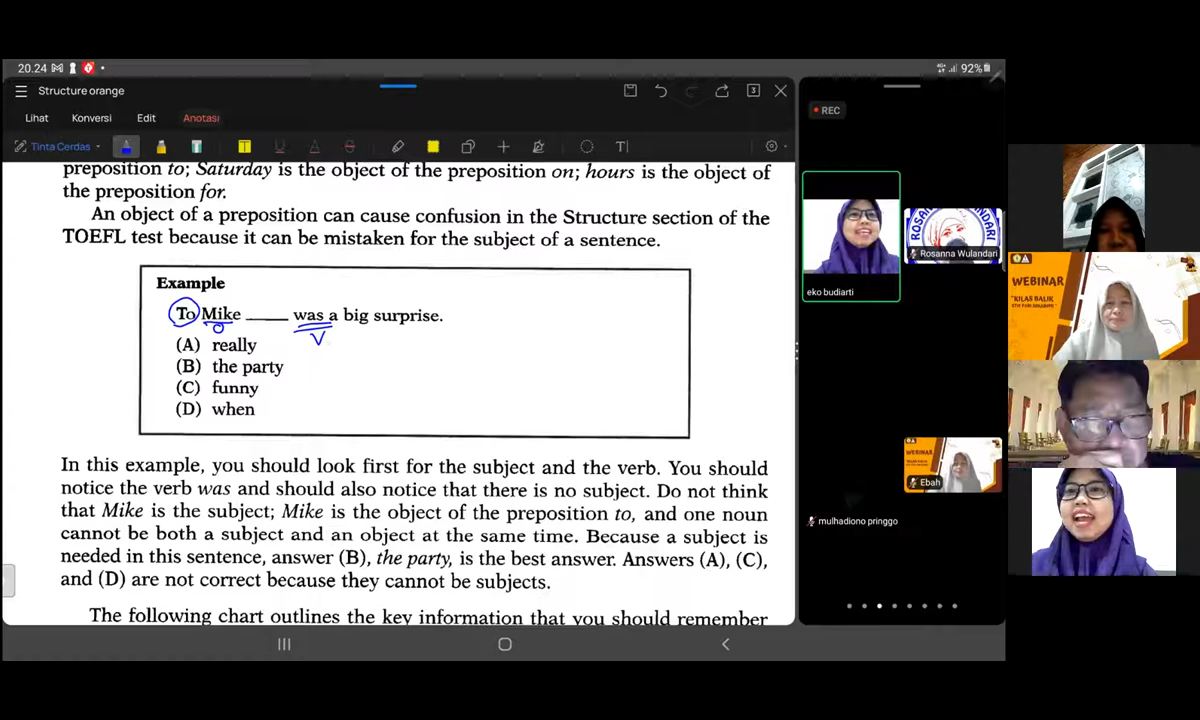 20.24
92%
Structure orange
3
Lihat Konversi Edit Anotasi
Tinta Cerdas
preposition to; Saturday is the object of the preposition on; hours is the object of
the preposition for.
An object of a preposition can cause confusion in the Structure section of the
TOEFL test because it can be mistaken for the subject of a sentence.
Example
To Mike ____ was a big surprise.
O
V
(A) really
(B) the party
(C) funny
(D) when
In this example, you should look first for the subject and the verb. You should
notice the verb was and should also notice that there is no subject. Do not think
that Mike is the subject; Mike is the object of the preposition to, and one noun
cannot be both a subject and an object at the same time. Because a subject is
needed in this sentence, answer (B), the party, is the best answer. Answers (A), (C),
and (D) are not correct because they cannot be subjects.
The following chart outlines the key information that you should remember
REC
eko budiarti
Rosanna Wulandari
Ebah
mulhadiono pringgo
WEBINAR
"KILAS BALIK